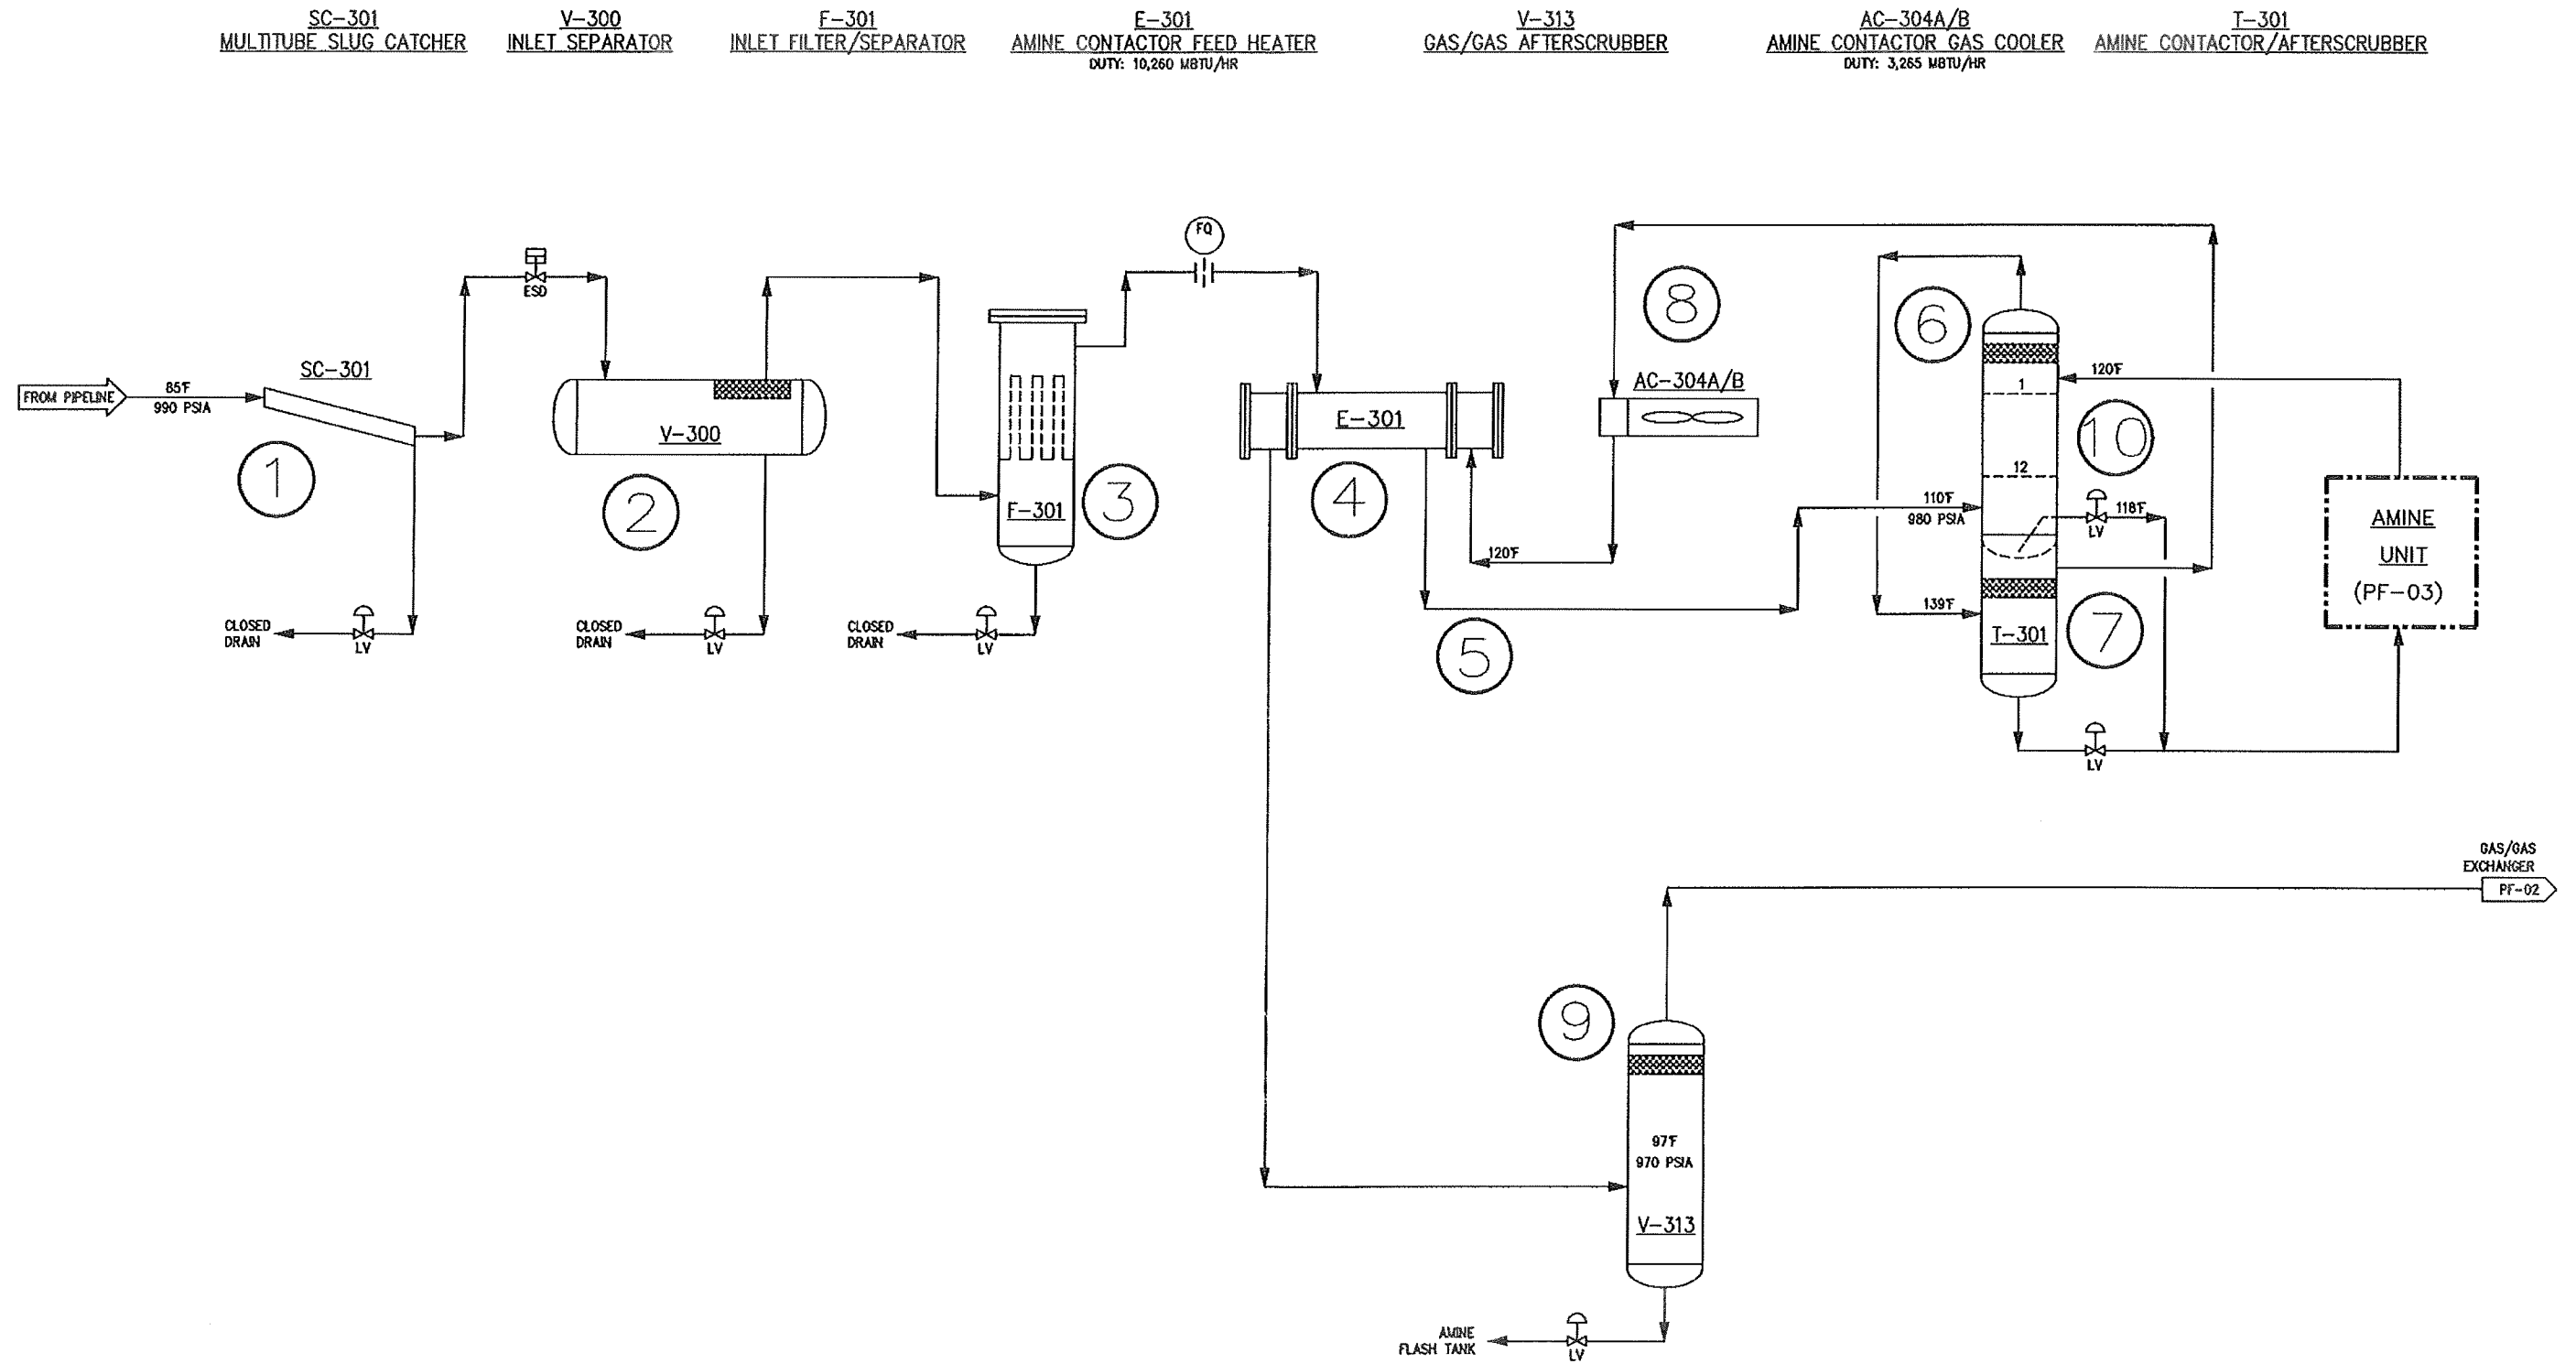 SC-301
MULTITUBE SLUG CATCHER
V-300
INLET SEPARATOR
F-301
INLET FILTER/SEPARATOR
E-301
AMINE CONTACTOR FEED HEATER
DUTY: 10,260 MBTU/HR
V-313
GAS/GAS AFTERSCRUBBER
AC-304A/B
AMINE CONTACTOR GAS COOLER
DUTY: 3,265 MBTU/HR
T-301
AMINE CONTACTOR/AFTERSCRUBBER
FROM PIPELINE
85°F
990 PSIA
SC-301
1
CLOSED
DRAIN
LV
ESD
V-300
2
CLOSED
DRAIN
LV
F-301
3
CLOSED
DRAIN
LV
FQ
E-301
4
5
120°F
8
AC-304A/B
6
1
12
120°F
10
110°F
980 PSIA
118°F
LV
139°F
T-301
7
LV
AMINE
UNIT
(PF-03)
GAS/GAS
EXCHANGER
PF-02
9
97°F
970 PSIA
V-313
AMINE
FLASH TANK
LV